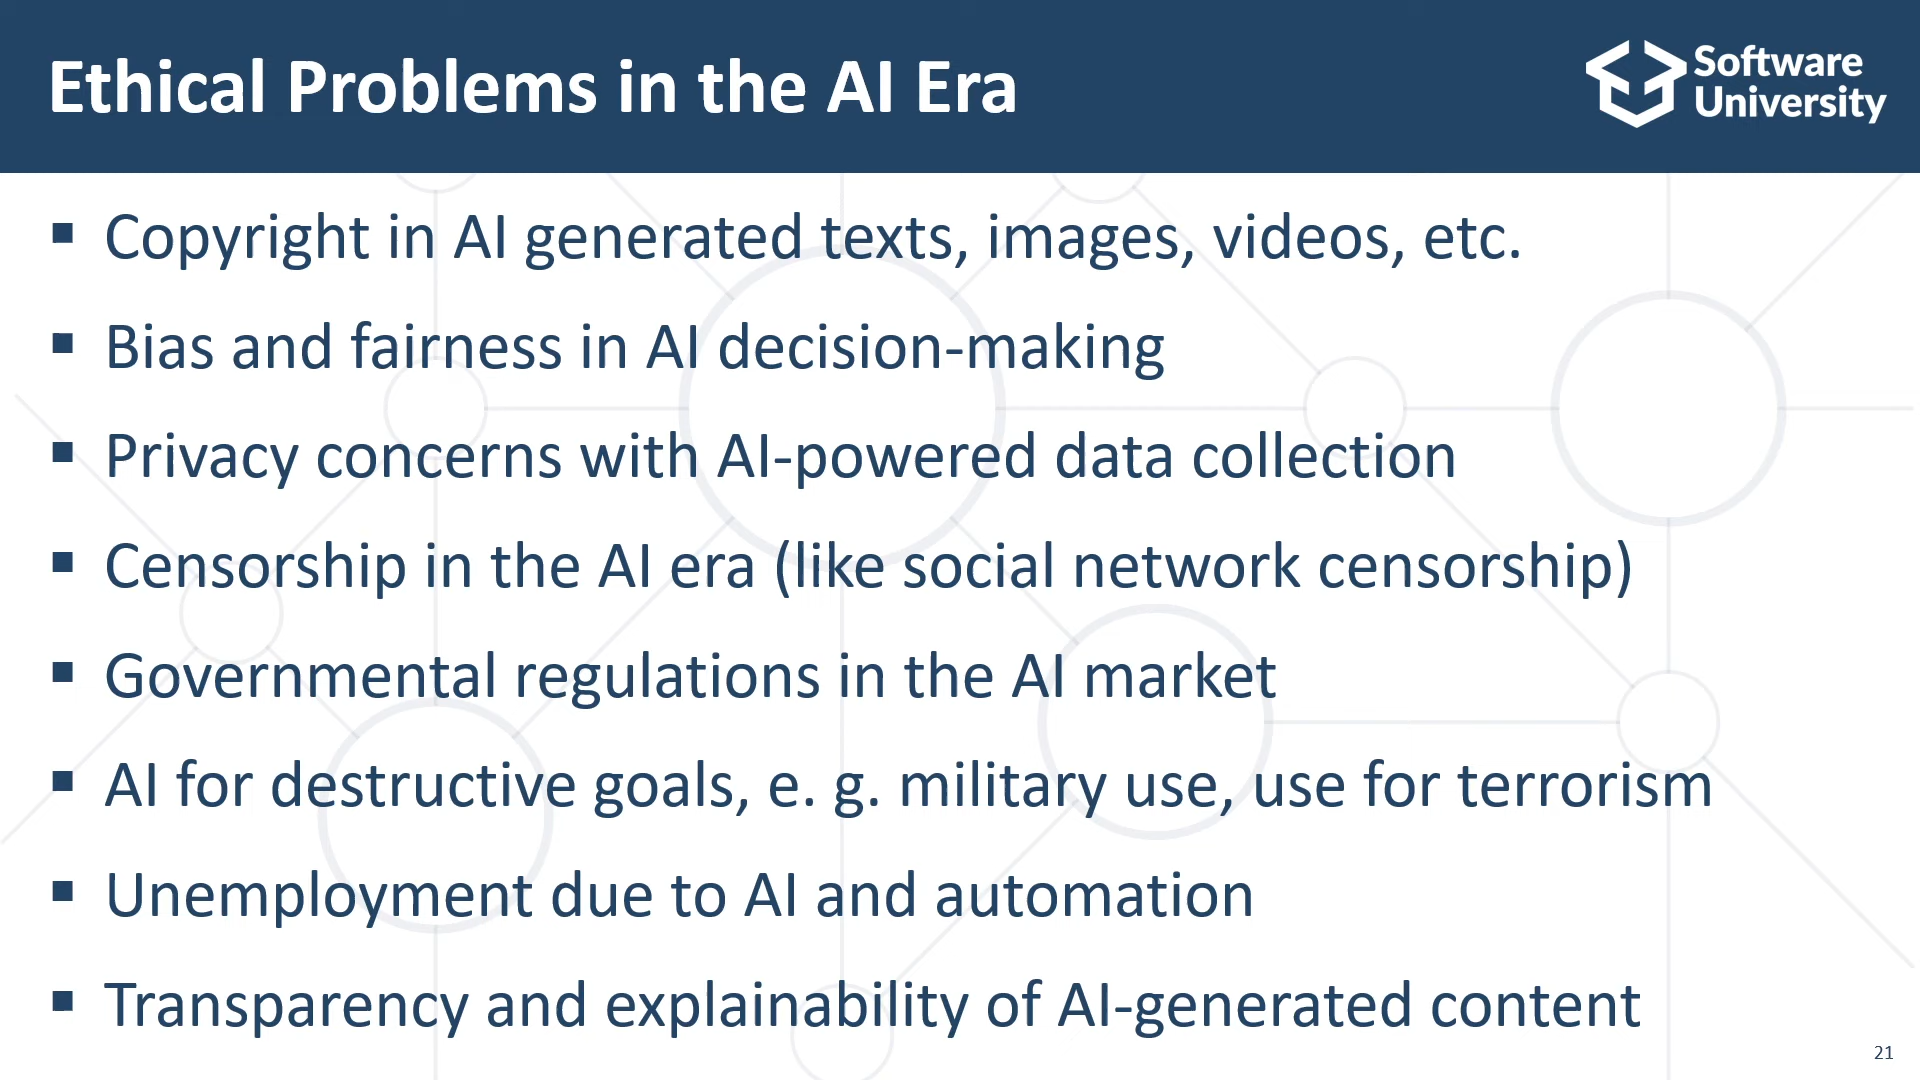 Ethical Problems in the AI Era
Software
University
▪ Copyright in AI generated texts, images, videos, etc.
▪ Bias and fairness in AI decision-making
▪ Privacy concerns with AI-powered data collection
▪ Censorship in the AI era (like social network censorship)
▪ Governmental regulations in the AI market
▪ AI for destructive goals, e. g. military use, use for terrorism
▪ Unemployment due to AI and automation
▪ Transparency and explainability of AI-generated content
21